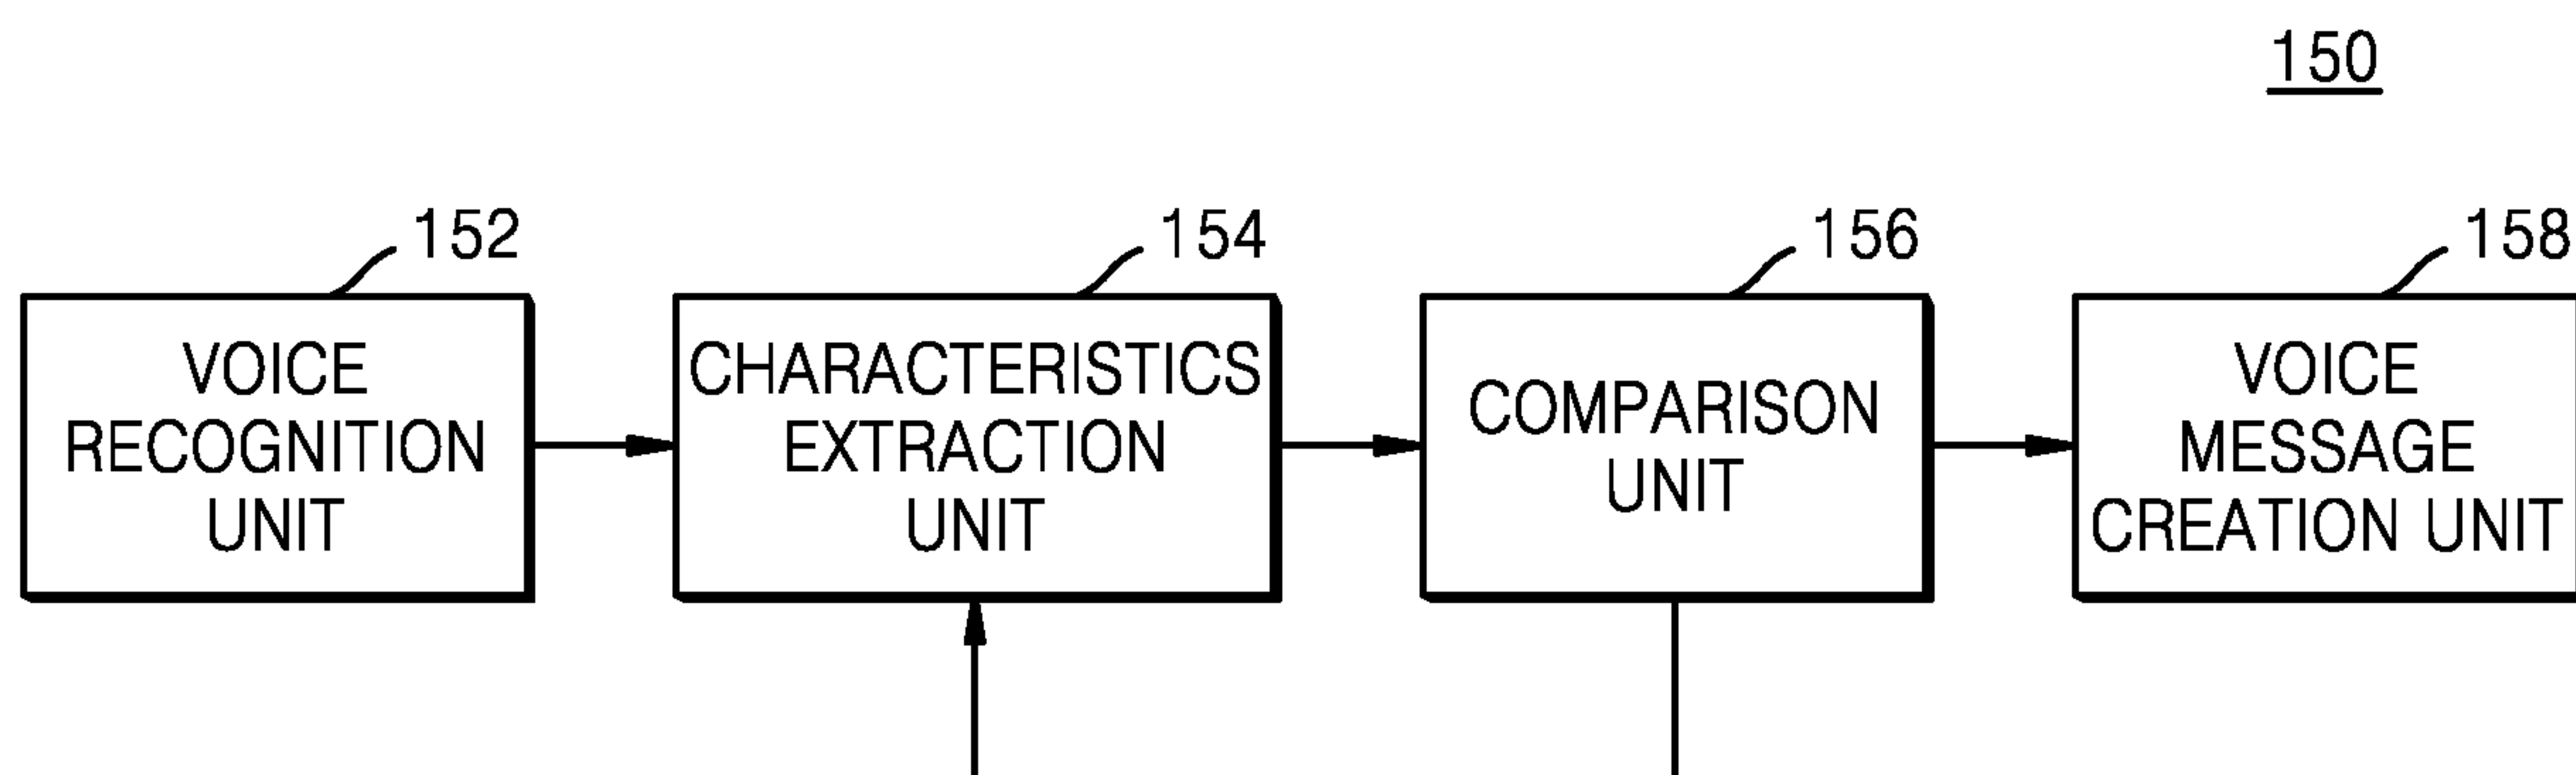 150
152
154
156
158
VOICE
RECOGNITION
UNIT
CHARACTERISTICS
EXTRACTION
UNIT
COMPARISON
UNIT
VOICE
MESSAGE
CREATION UNIT